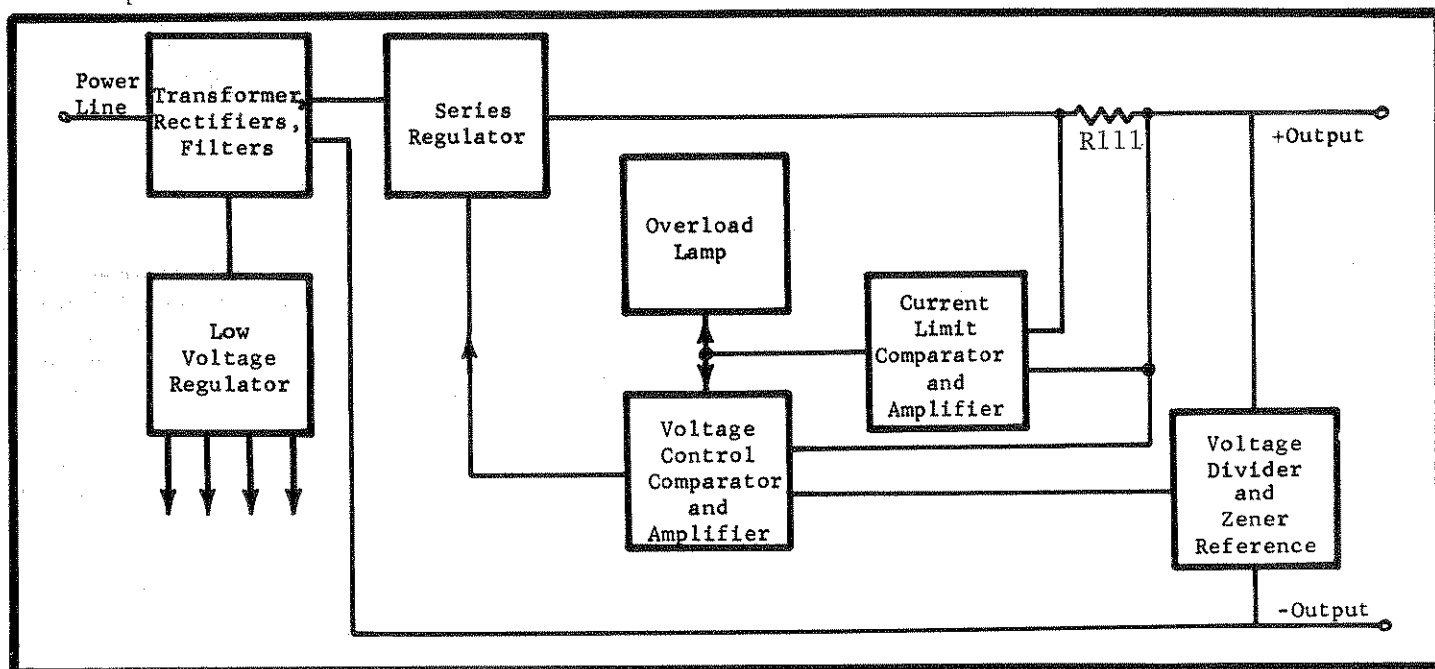 Power
Line
Transformer,
Rectifiers,
Filters
Series
Regulator
R111
+Output
Overload
Lamp
Low
Voltage
Regulator
Current
Limit
Comparator
and
Amplifier
Voltage
Control
Comparator
and
Amplifier
Voltage
Divider
and
Zener
Reference
-Output